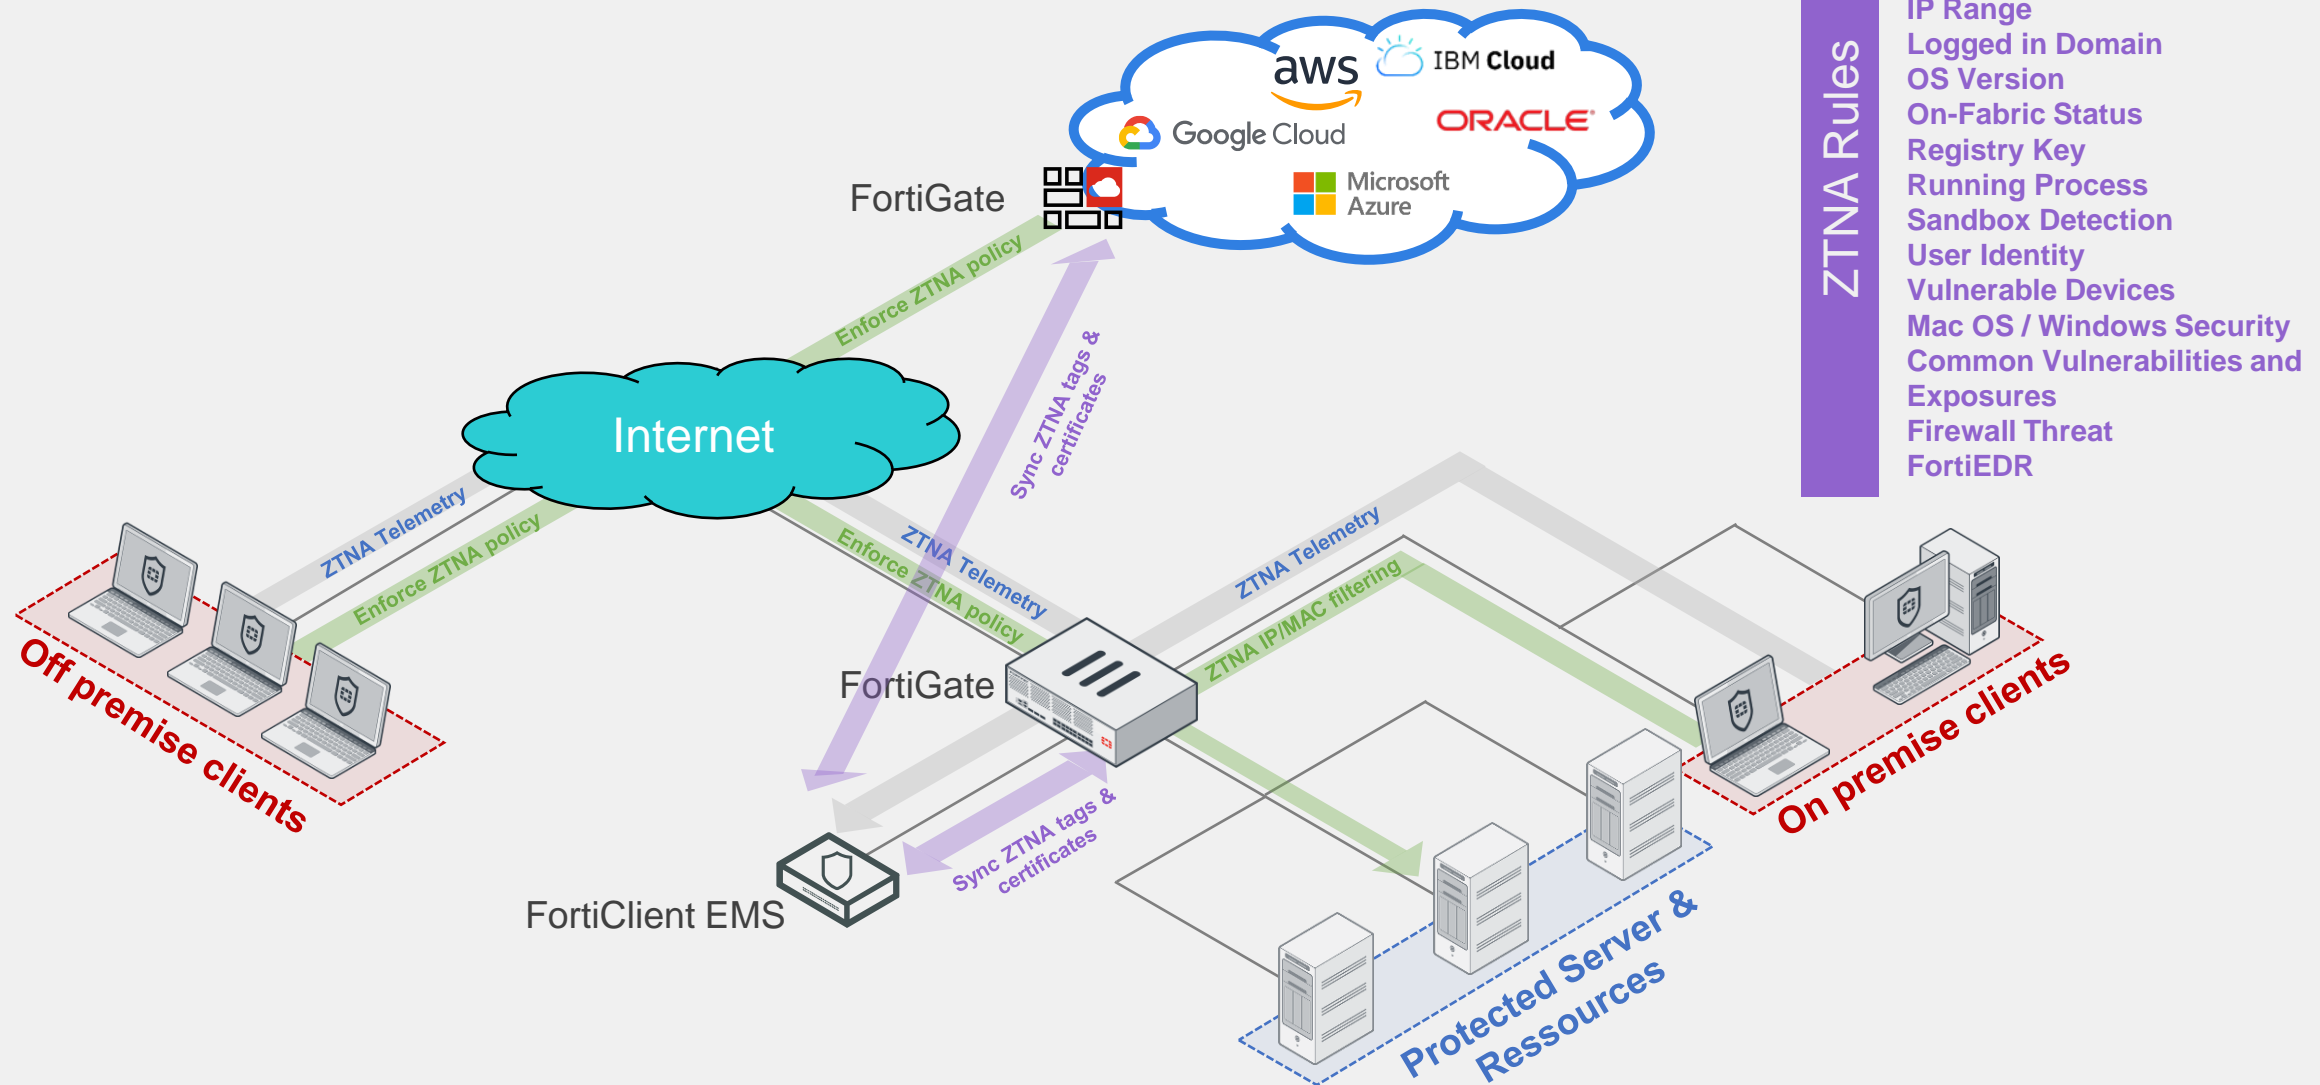 IP Range
Logged in Domain
OS Version
On-Fabric Status
Registry Key
Running Process
Sandbox Detection
User Identity
Vulnerable Devices
Mac OS / Windows Security
Common Vulnerabilities and
Exposures
Firewall Threat
FortiEDR
ZTNA Rules
aws
IBM Cloud
Google Cloud
ORACLE
Microsoft
Azure
FortiGate
Enforce ZTNA policy
Sync ZTNA tags &
certificates
Internet
ZTNA Telemetry
Enforce ZTNA policy
ZTNA Telemetry
Enforce ZTNA policy
ZTNA Telemetry
ZTNA IP/MAC filtering
FortiGate
Off premise clients
On premise clients
Sync ZTNA tags &
certificates
FortiClient EMS
Protected Server &
Ressources